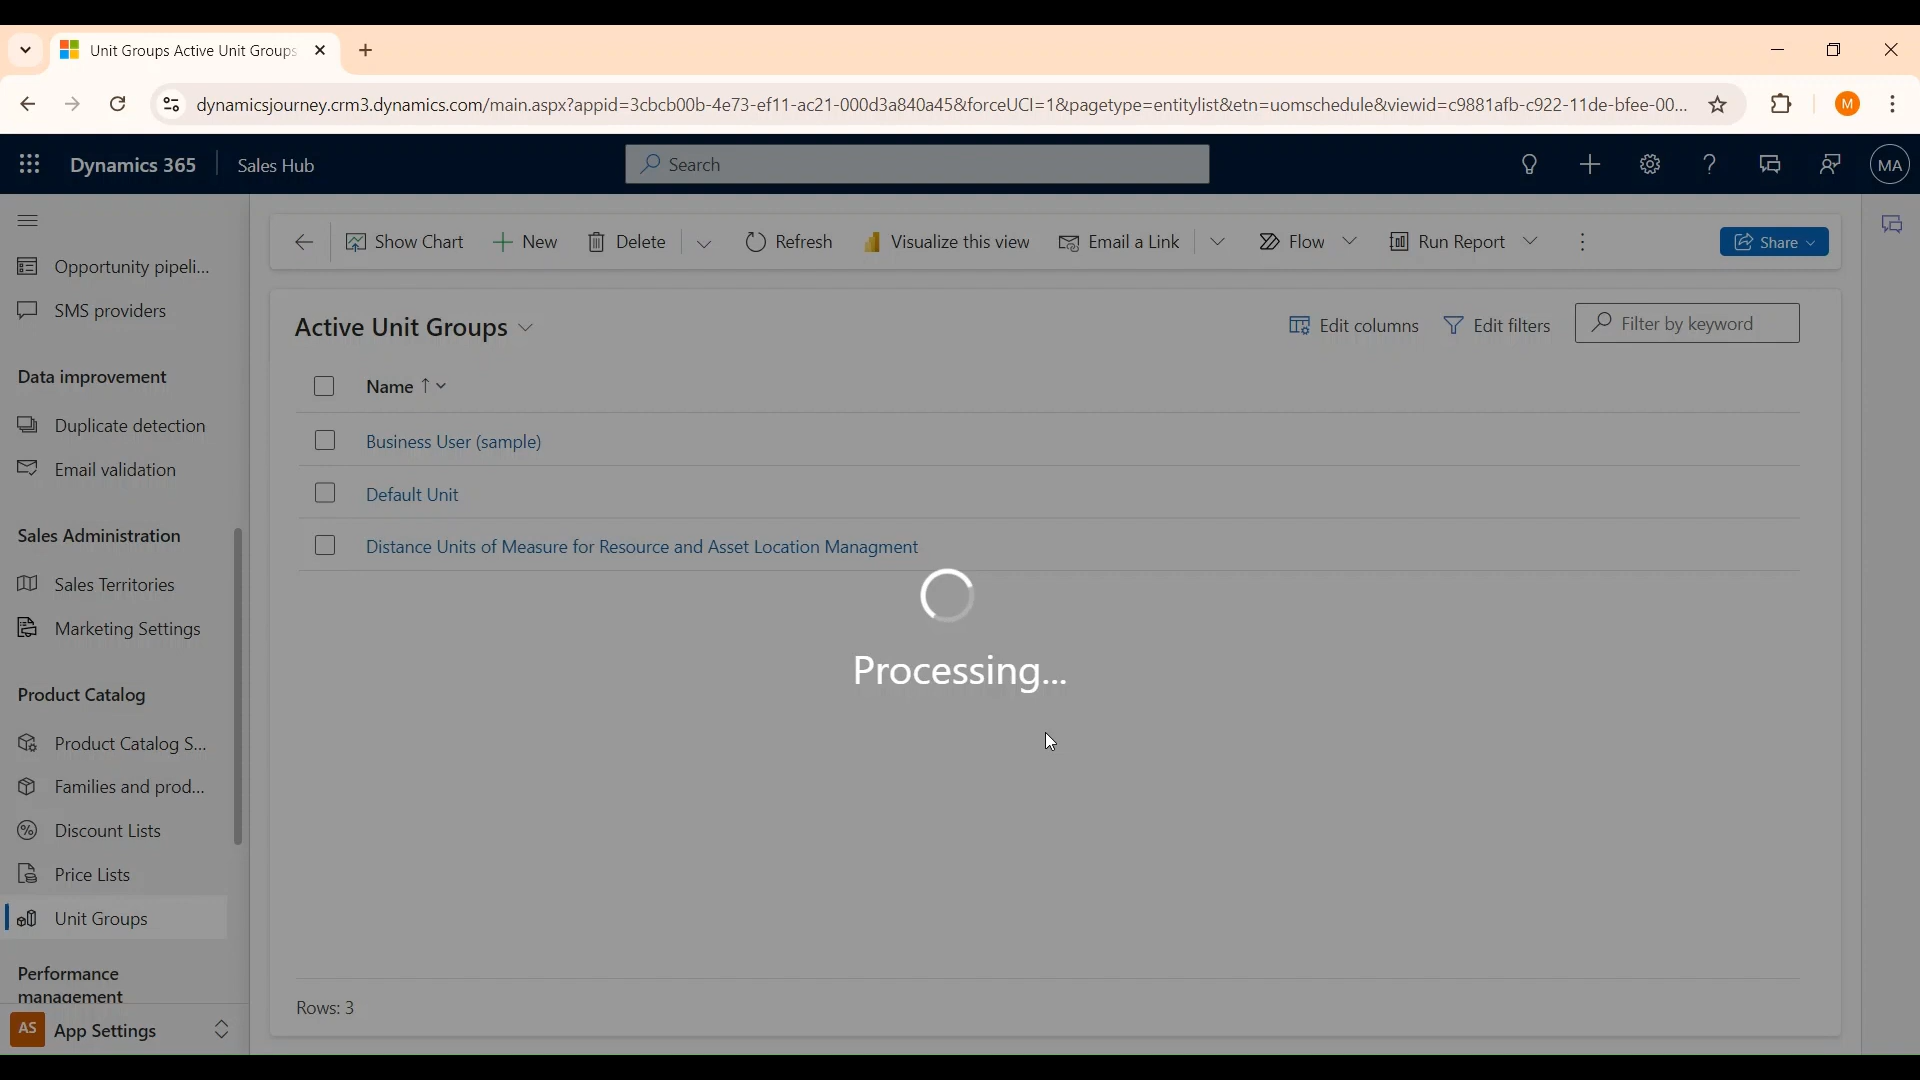 Unit Groups Active Unit Groups
dynamicsjourney.crm3.dynamics.com/main.aspx?appid=3cbcb00b-4e73-ef11-ac21-000d3a840a45&forceUCI=1&pagetype=entitylist&etn=uomschedule&viewid=c9881afb-c922-11de-bfee-00...
M
Dynamics 365
Sales Hub
Search
MA
Show Chart
New
Delete
Refresh
Visualize this view
Email a Link
Flow
Run Report
Share
Opportunity pipeli...
SMS providers
Data improvement
Duplicate detection
Email validation
Sales Administration
Sales Territories
Marketing Settings
Product Catalog
Product Catalog S...
Families and prod...
Discount Lists
Price Lists
Unit Groups
Performance
management
AS
App Settings
Active Unit Groups
Edit columns
Edit filters
Filter by keyword
Name
Business User (sample)
Default Unit
Distance Units of Measure for Resource and Asset Location Managment
Processing...
Rows: 3